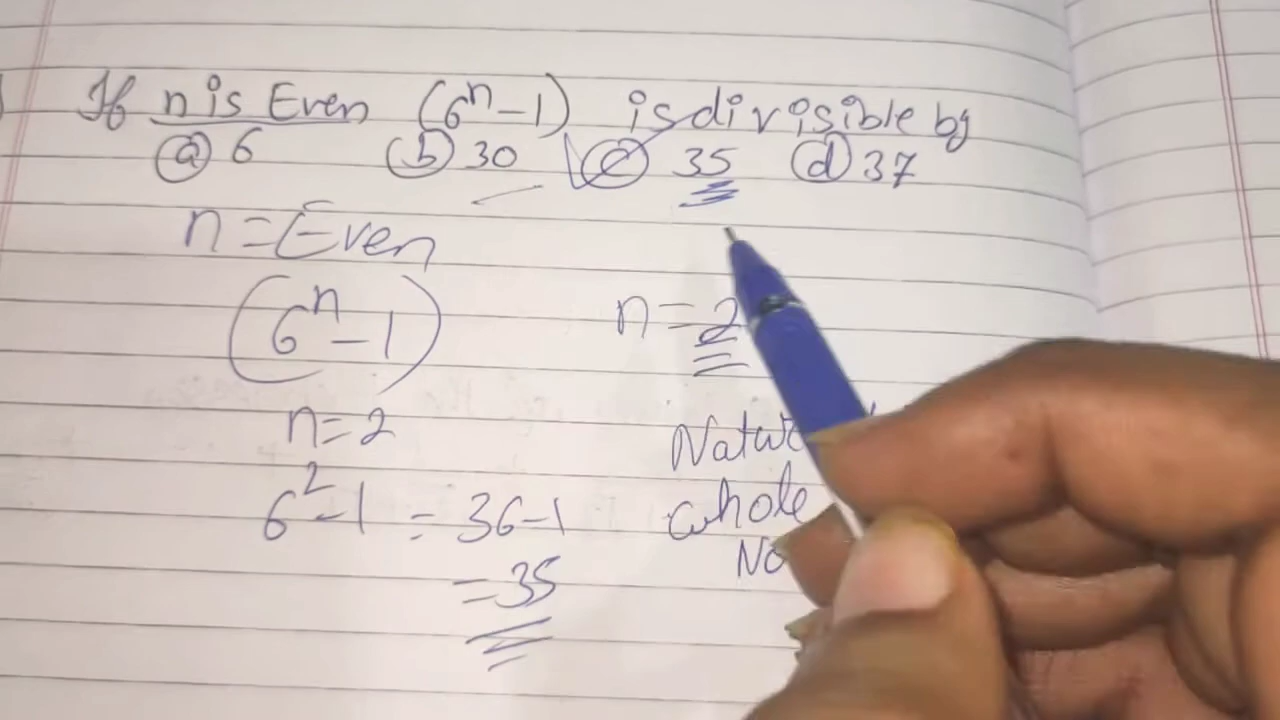 If n is Even (6ⁿ-1) is divisible by
(a) 6 (b) 30 (c) 35 (d) 37
n = Even
(6ⁿ-1)
n = 2
n = 2
6²-1 = 36-1
= 35
whole
No